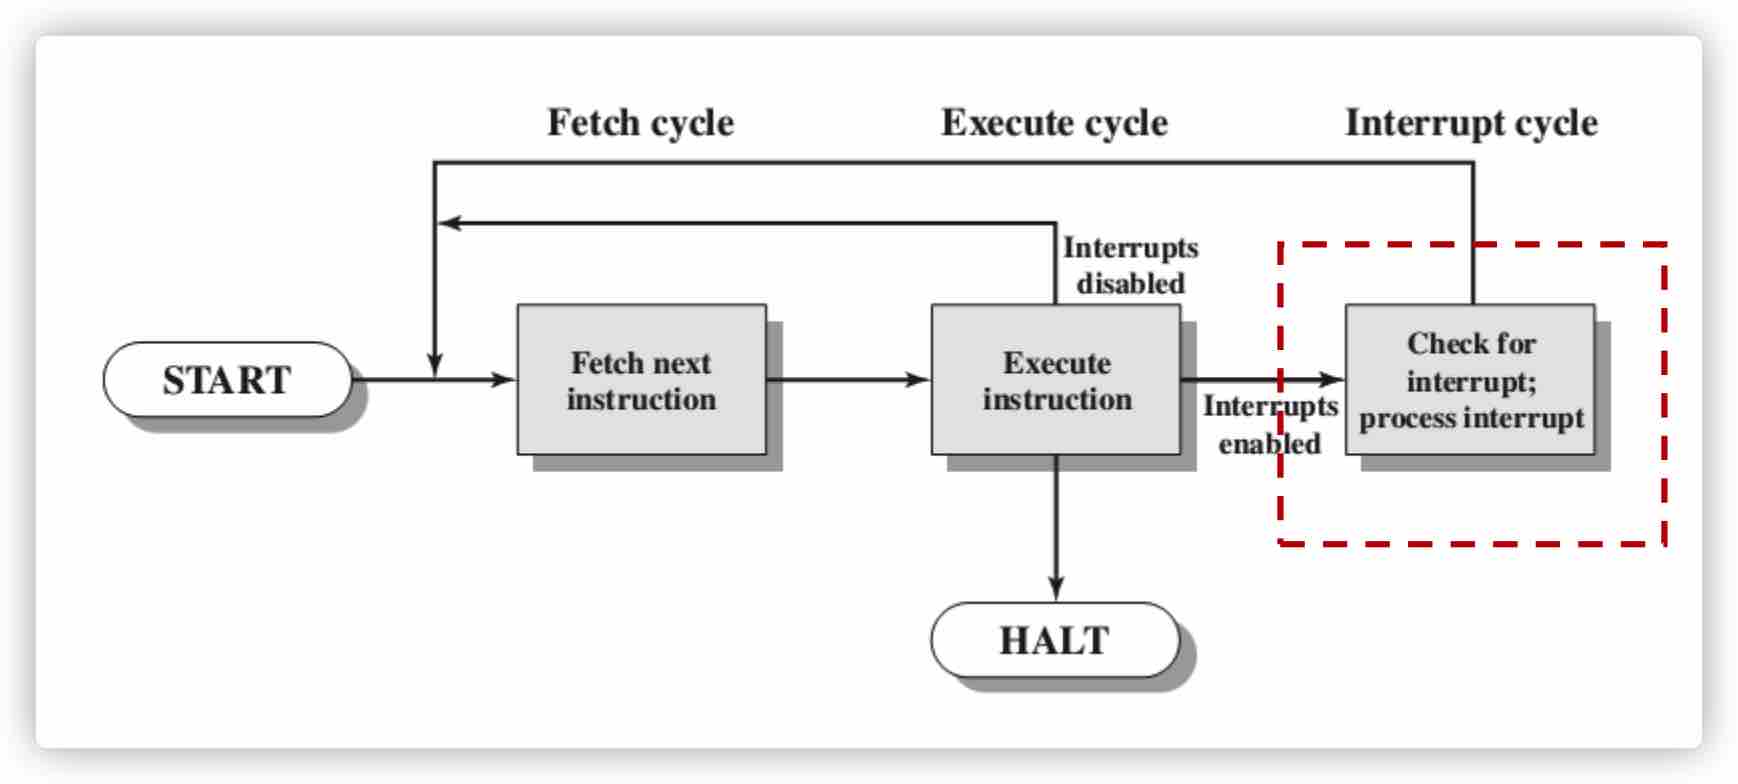 Fetch cycle
Execute cycle
Interrupt cycle
Interrupts
disabled
START
Fetch next
instruction
Execute
instruction
Interrupts
enabled
Check for
interrupt;
process interrupt
HALT